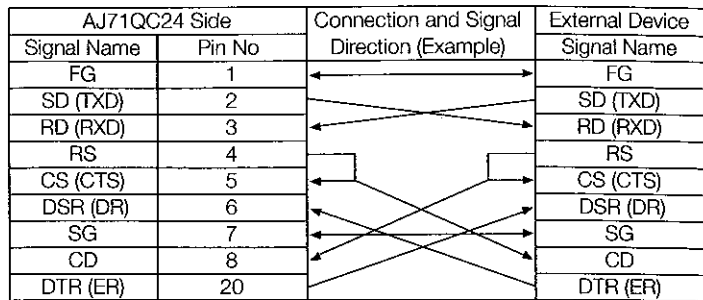 AJ71QC24 Side Connection and Signal External Device
Signal Name Pin No Direction (Example) Signal Name
FG 1 FG
SD (TXD) 2 SD (TXD)
RD (RXD) 3 RD (RXD)
RS 4 RS
CS (CTS) 5 CS (CTS)
DSR (DR) 6 DSR (DR)
SG 7 SG
CD 8 CD
DTR (ER) 20 DTR (ER)